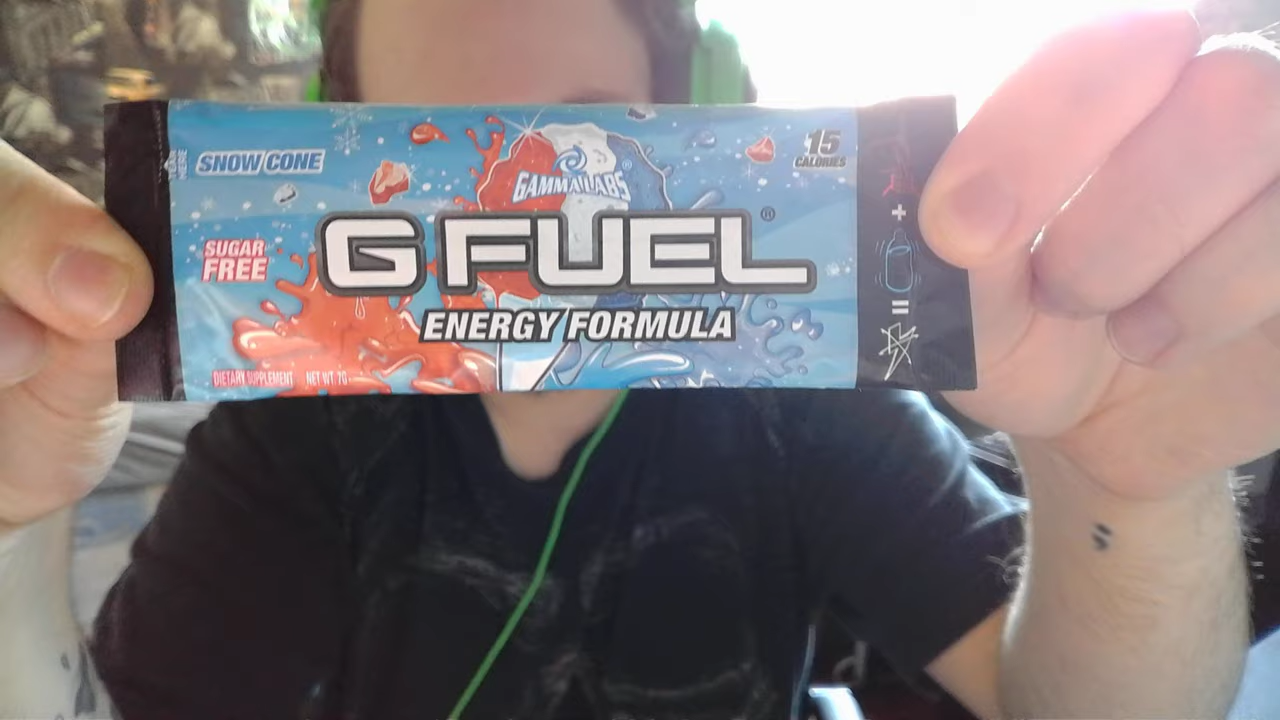 SNOW CONE
15
CALORIES
GAMMA LABS®
G FUEL®
SUGAR
FREE
ENERGY FORMULA
DIETARY SUPPLEMENT NET WT. 7G
+
=